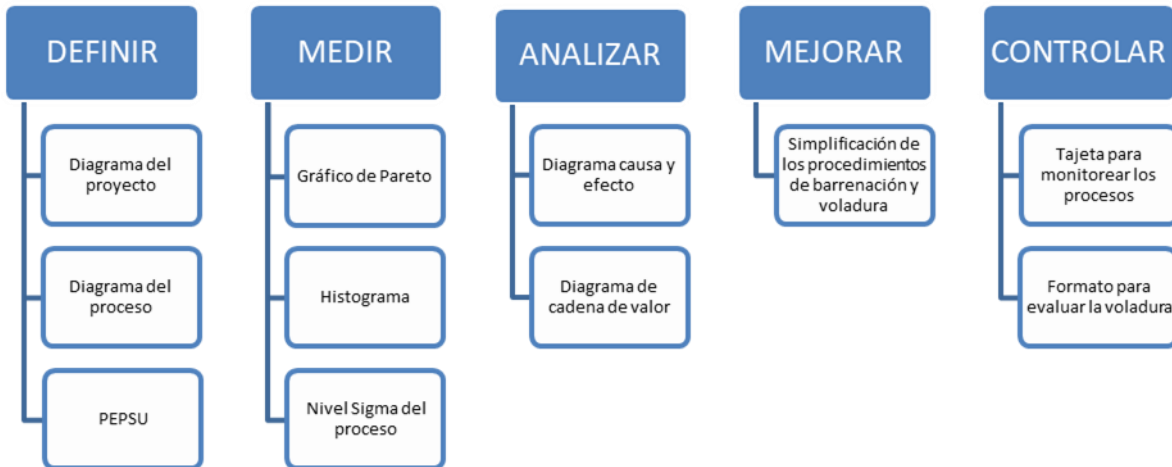 DEFINIR
Diagrama del
proyecto
Diagrama del
proceso
PEPSU
MEDIR
Gráfico de Pareto
Histograma
Nivel Sigma del
proceso
ANALIZAR
Diagrama causa y
efecto
Diagrama de
cadena de valor
MEJORAR
Simplificación de
los procedimientos
de barrenación y
voladura
CONTROLAR
Tajeta para
monitorear los
procesos
Formato para
evaluar la voladura